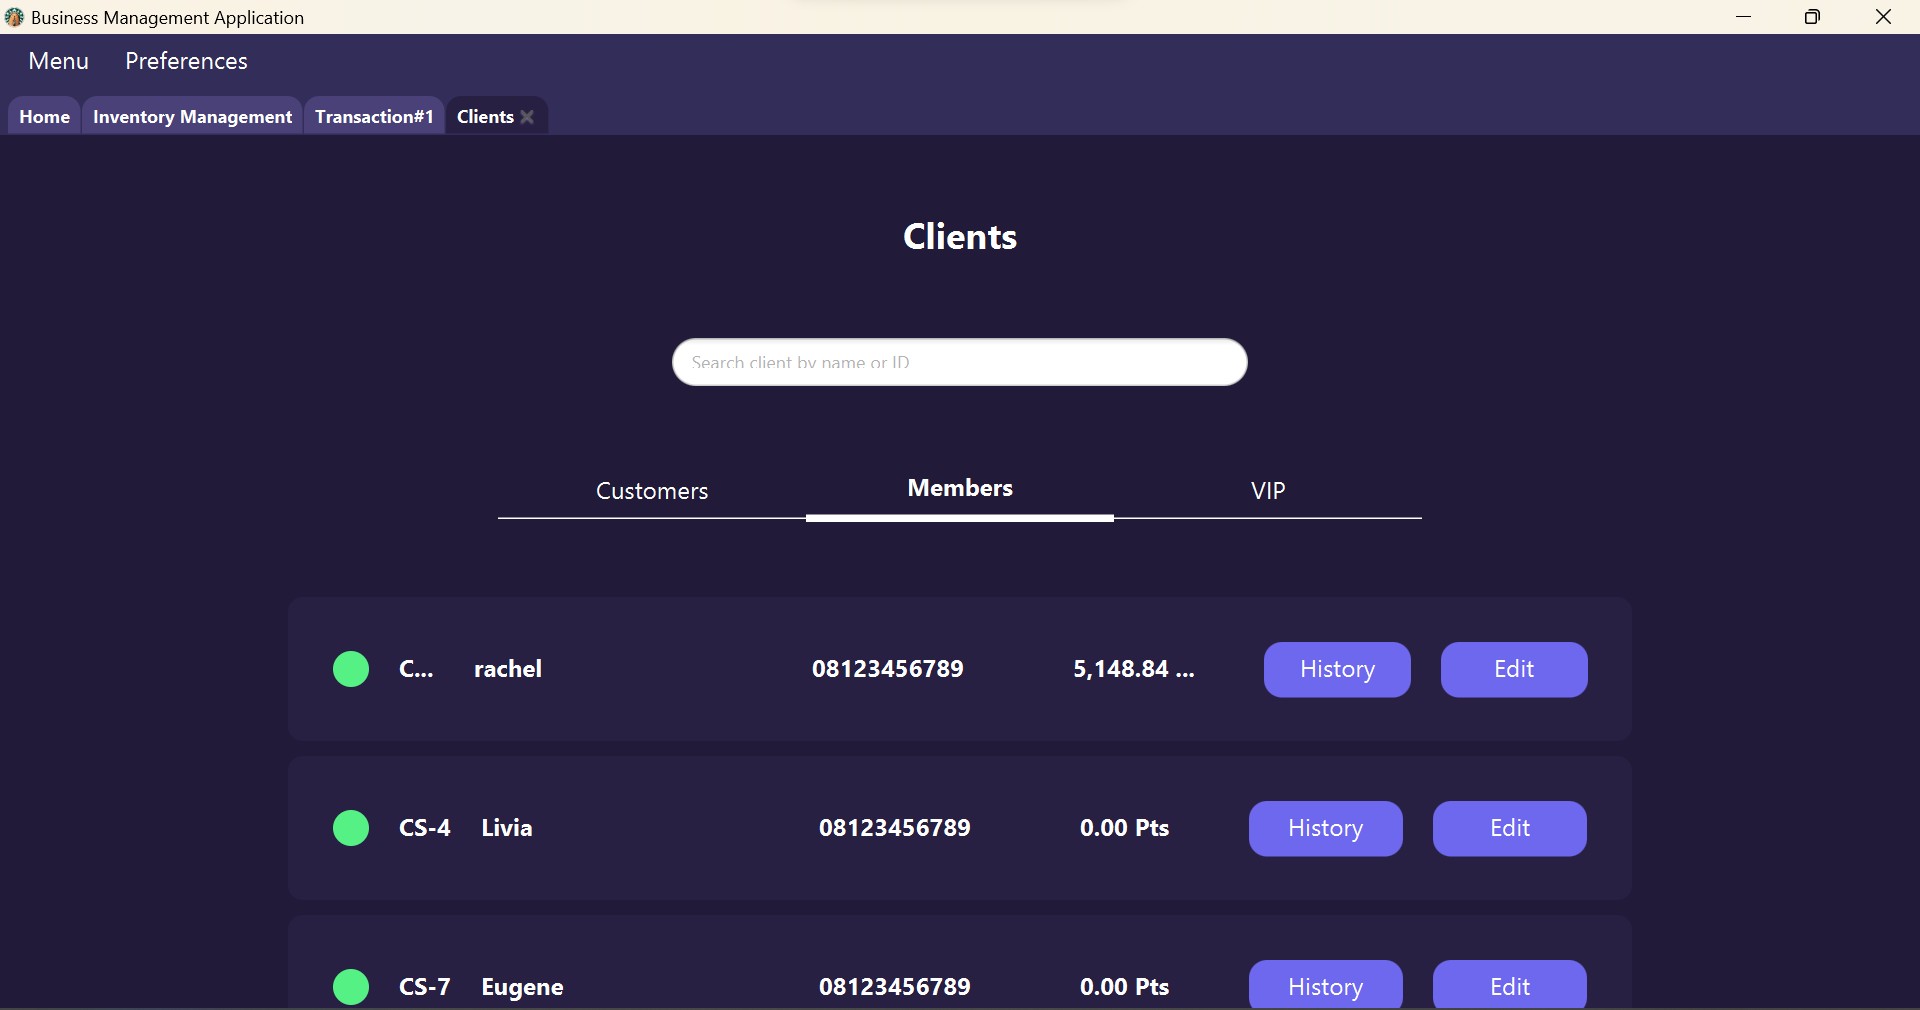 Business Management Application
Menu Preferences
Home Inventory Management Transaction#1 Clients
Clients
Search client by name or ID
Customers Members VIP
C... rachel 08123456789 5,148.84 ... History Edit
CS-4 Livia 08123456789 0.00 Pts History Edit
CS-7 Eugene 08123456789 0.00 Pts History Edit